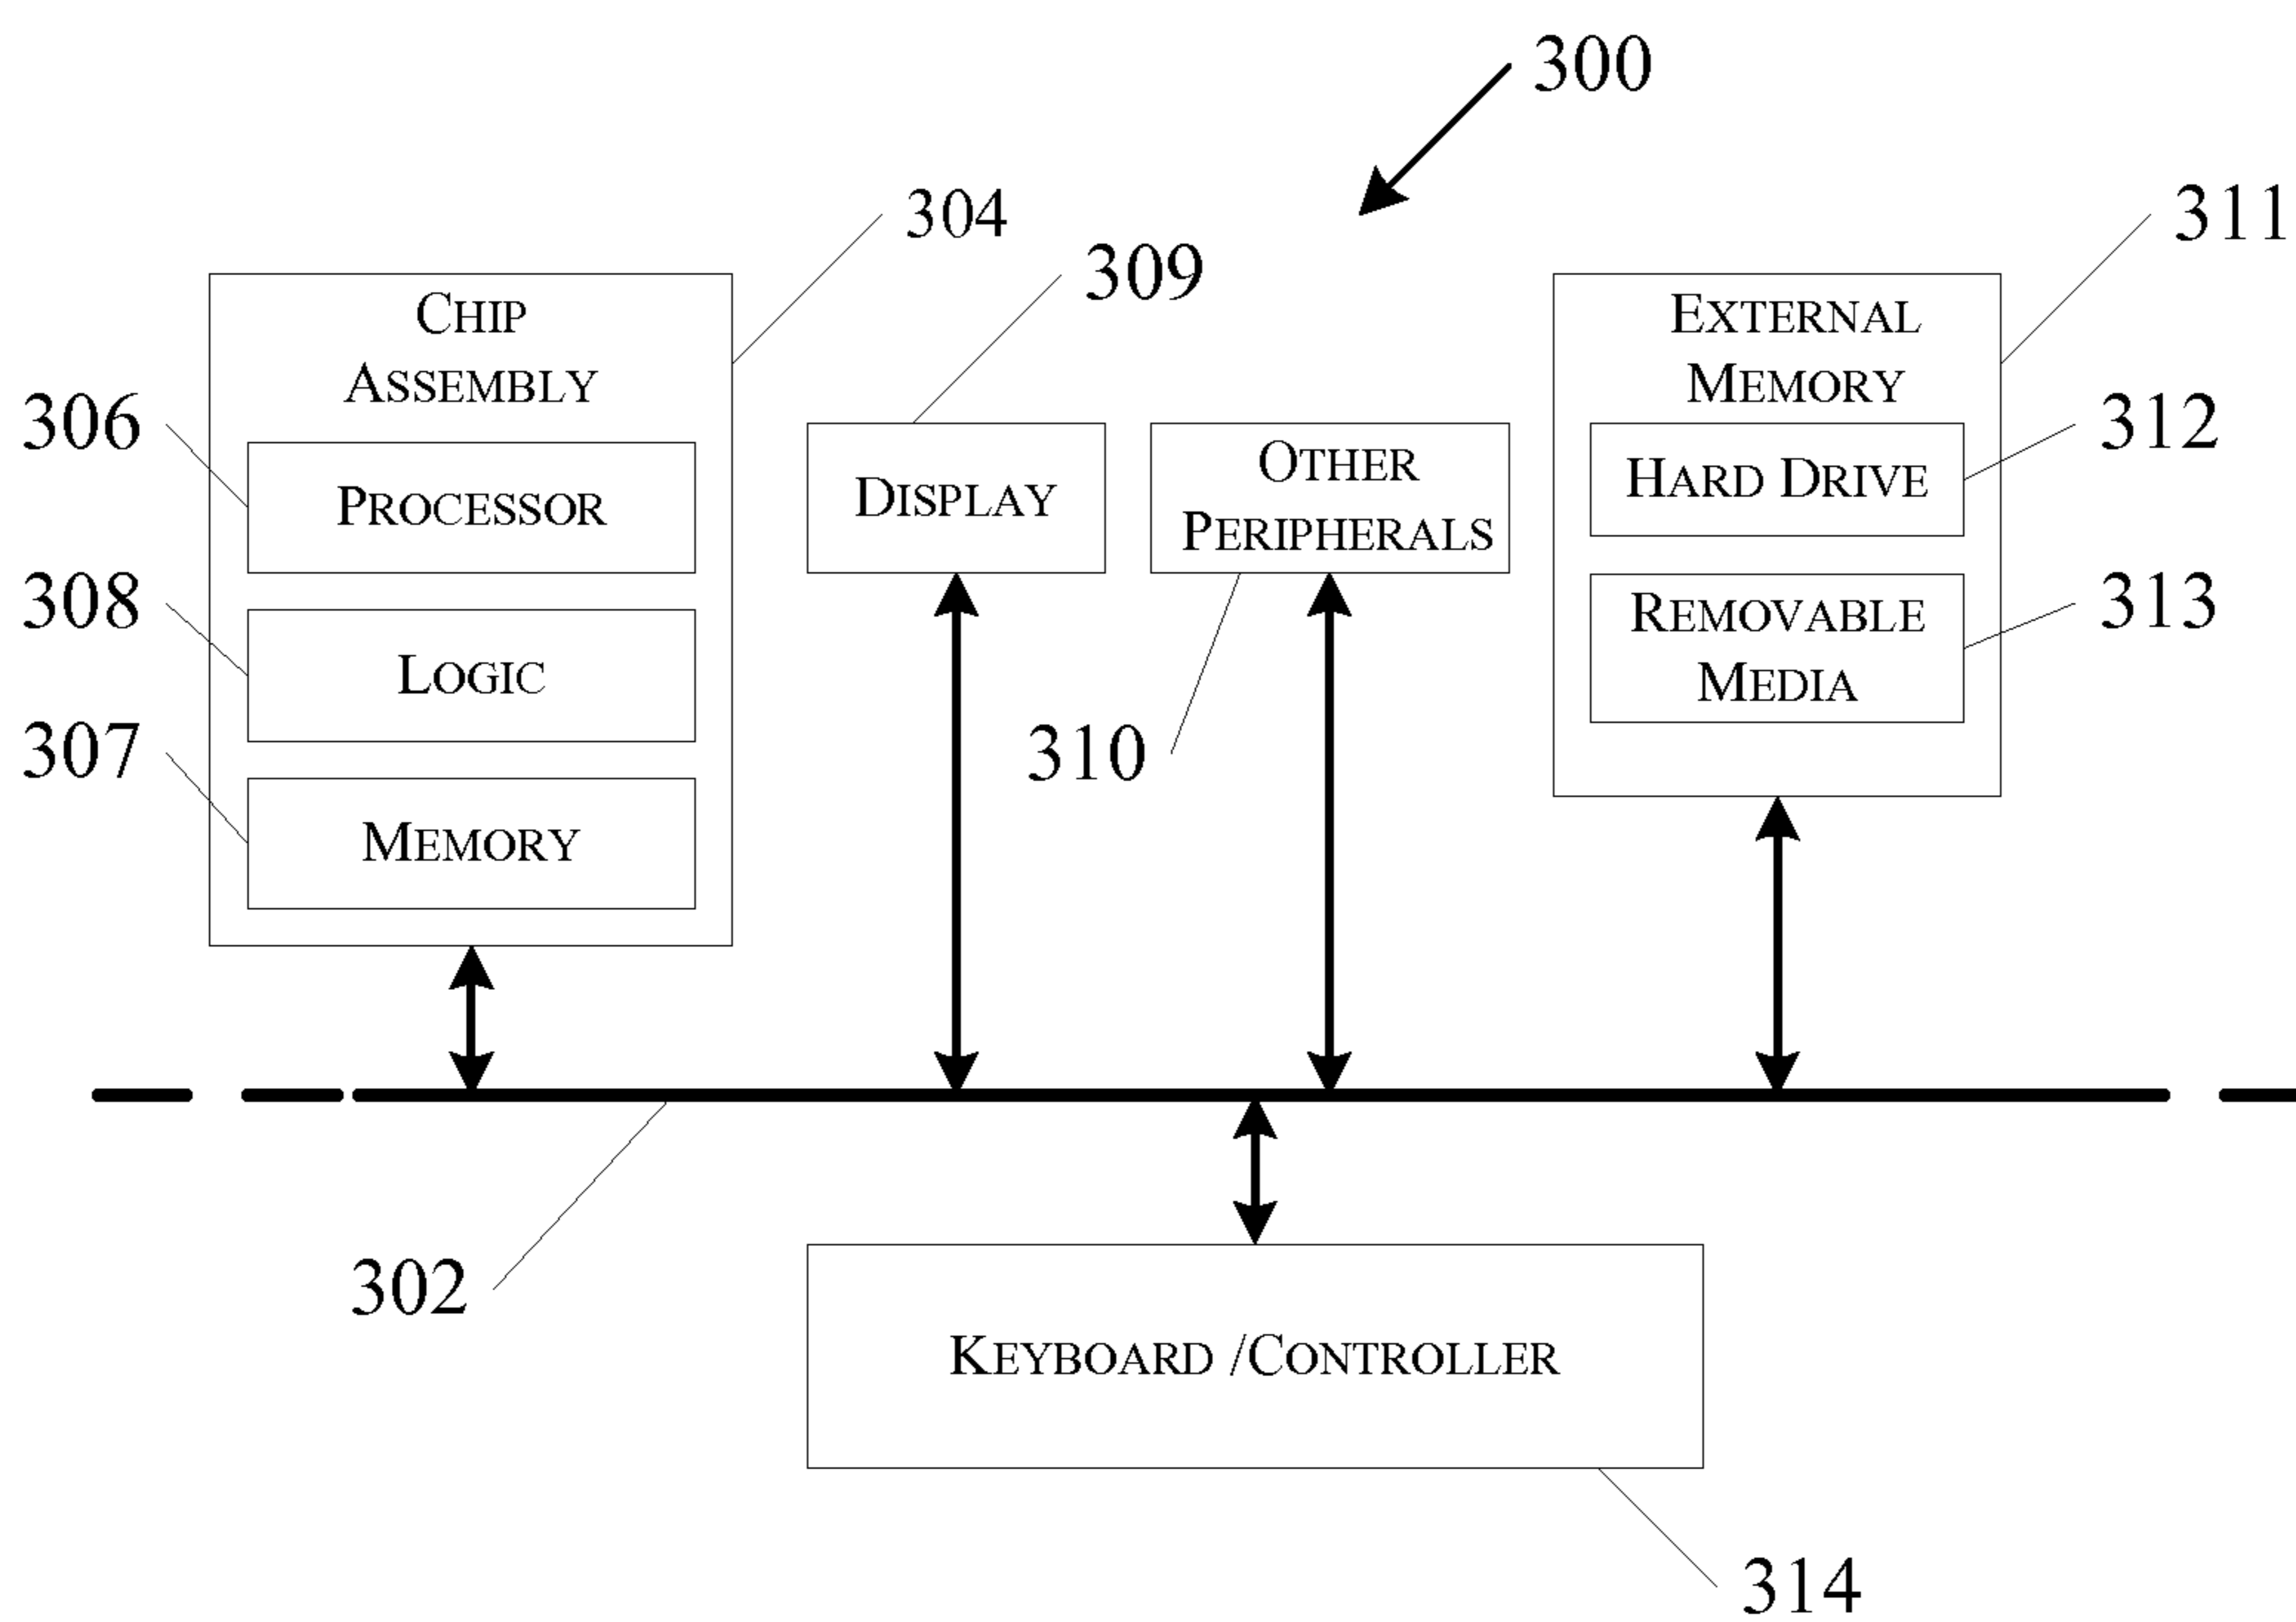 300
304
309
311
CHIP
ASSEMBLY
EXTERNAL
MEMORY
306
312
PROCESSOR
DISPLAY
OTHER
PERIPHERALS
HARD DRIVE
308
313
LOGIC
REMOVABLE
MEDIA
307
310
MEMORY
302
KEYBOARD /CONTROLLER
314